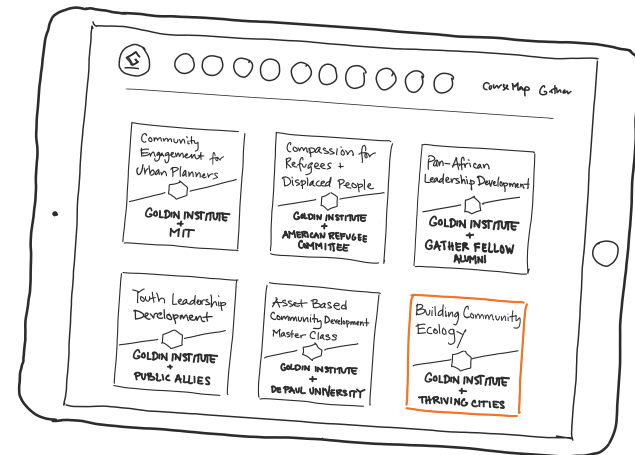 G
Course Map Gather
Community
Engagement for
Urban Planners
GOLDIN INSTITUTE
+
MIT
Compassion for
Refugees +
Displaced People
GOLDIN INSTITUTE
+
AMERICAN REFUGEE
COMMITTEE
Pan-African
Leadership Development
GOLDIN INSTITUTE
+
GATHER FELLOW
ALUMNI
Youth Leadership
Development
GOLDIN INSTITUTE
+
PUBLIC ALLIES
Asset Based
Community Development
Master Class
GOLDIN INSTITUTE
+
DE PAUL UNIVERSITY
Building Community
Ecology
GOLDIN INSTITUTE
+
THRIVING CITIES